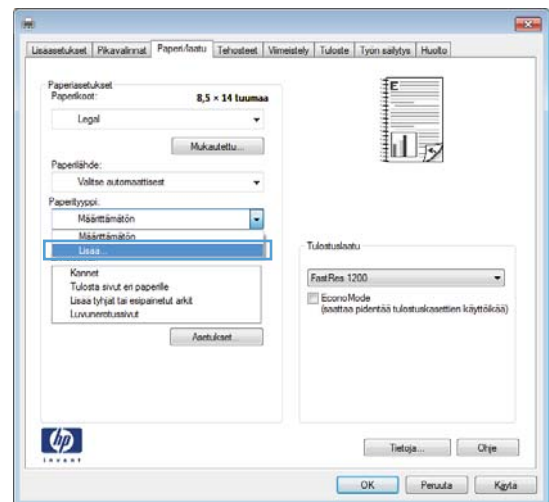 Lisäasetukset Pikavalinnat Paperi/laatu Tehosteet Viimeistely Tuloste Työn säilytys Huolto
Paperiasetukset
Paperikoot: 8,5 × 14 tuumaa
Legal
Mukautettu...
Paperilähde:
Valitse automaattisesti
Paperityyppi:
Määrittämätön
Määrittämätön
Lisää...
Kannet
Tulosta sivut eri paperille
Lisää tyhjät tai esipainetut arkit
Luvunerotussivut
Asetukset...
E
Tulostuslaatu
FastRes 1200
EconoMode
(saattaa pidentää tulostuskasettien käyttöikää)
hp
invent
Tietoja... Ohje
OK Peruuta Käytä